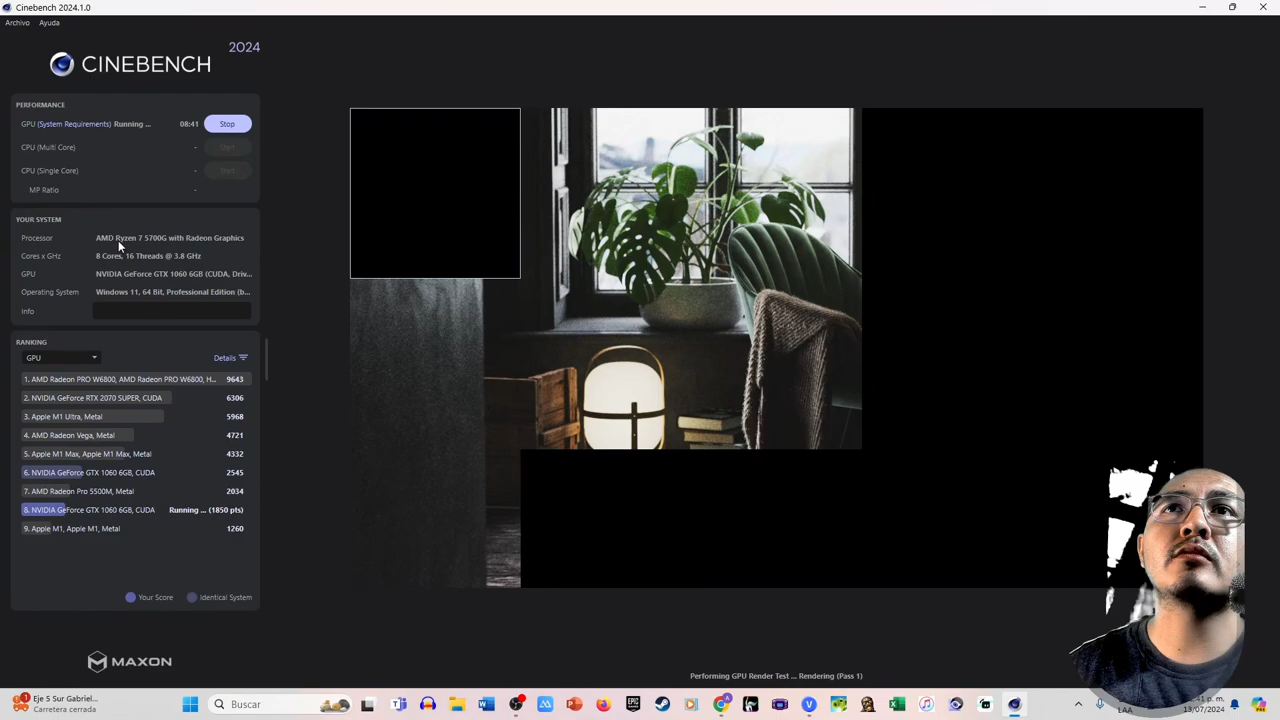 Cinebench 2024.1.0
Archivo Ayuda
2024
CINEBENCH
PERFORMANCE
GPU (System Requirements) Running ... 08:41 Stop
CPU (Multi Core) - Start
CPU (Single Core) - Start
MP Ratio -
YOUR SYSTEM
Processor AMD Ryzen 7 5700G with Radeon Graphics
Cores x GHz 8 Cores, 16 Threads @ 3.8 GHz
GPU NVIDIA GeForce GTX 1060 6GB (CUDA, Driv...
Operating System Windows 11, 64 Bit, Professional Edition (b...
Info
RANKING
GPU Details
1. AMD Radeon PRO W6800, AMD Radeon PRO W6800, H... 9643
2. NVIDIA GeForce RTX 2070 SUPER, CUDA 6306
3. Apple M1 Ultra, Metal 5968
4. AMD Radeon Vega, Metal 4721
5. Apple M1 Max, Apple M1 Max, Metal 4332
6. NVIDIA GeForce GTX 1060 6GB, CUDA 2545
7. AMD Radeon Pro 5500M, Metal 2034
8. NVIDIA GeForce GTX 1060 6GB, CUDA Running ... (1850 pts)
9. Apple M1, Apple M1, Metal 1260
Your Score Identical System
MAXON
Performing GPU Render Test ... Rendering (Pass 1)
Eje 5 Sur Gabriel...
Carretera cerrada
Buscar
LAA
p. m.
13/07/2024